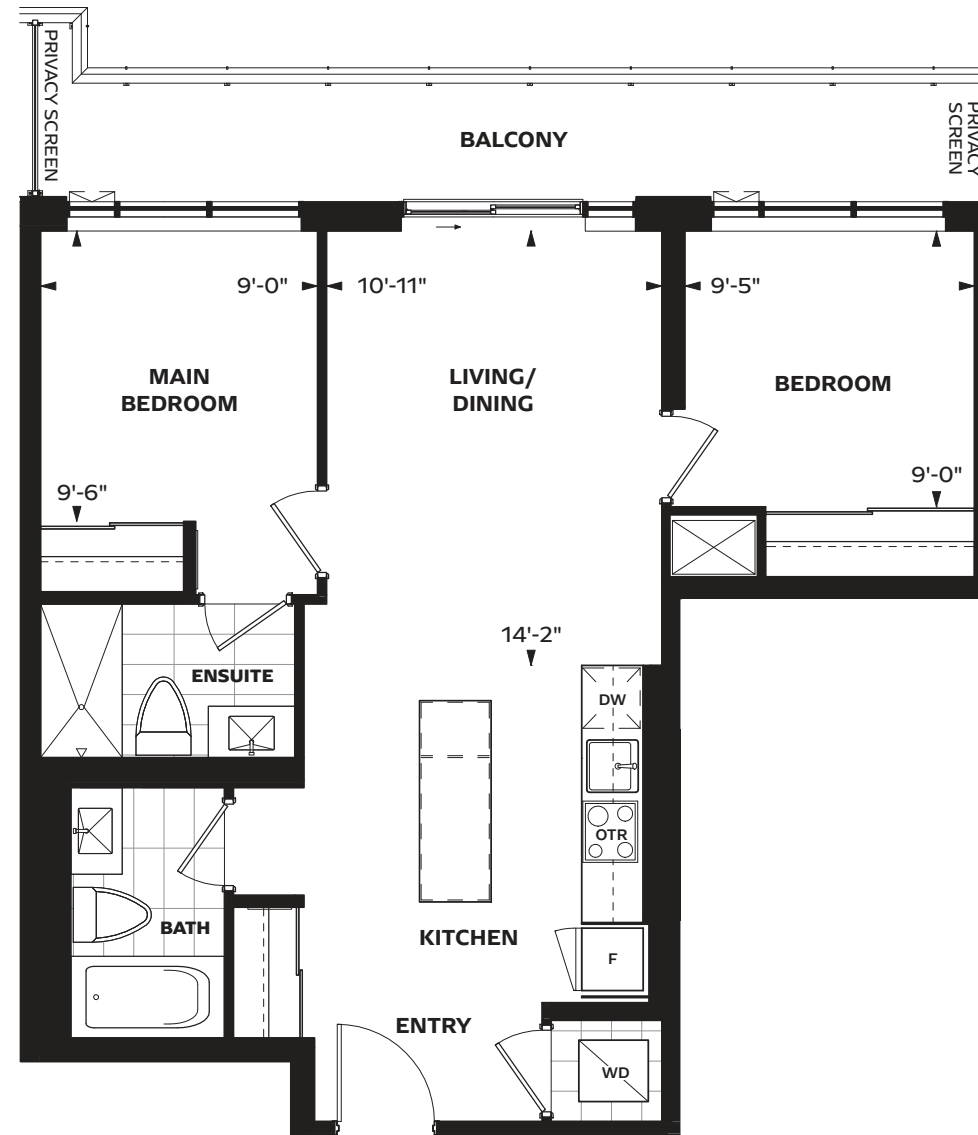 PRIVACY SCREEN
PRIVACY
SCREEN
BALCONY
9'-0"
10'-11"
9'-5"
MAIN
BEDROOM
LIVING/
DINING
BEDROOM
9'-6"
9'-0"
14'-2"
ENSUITE
DW
OTR
BATH
KITCHEN
F
ENTRY
WD